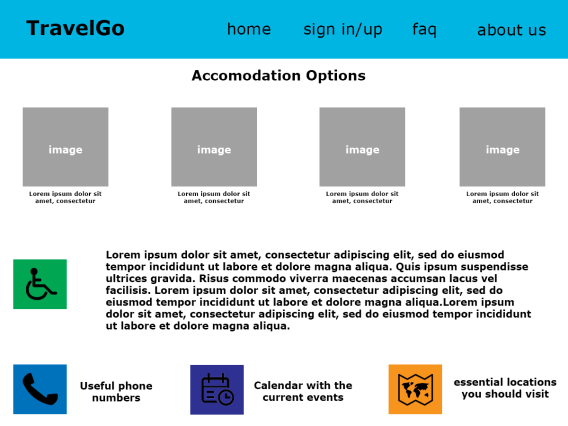 TravelGo home sign in/up faq about us
Accomodation Options
image image image image
Lorem ipsum dolor sit Lorem ipsum dolor sit Lorem ipsum dolor sit Lorem ipsum dolor sit
amet, consectetur amet, consectetur amet, consectetur amet, consectetur
Lorem ipsum dolor sit amet, consectetur adipiscing elit, sed do eiusmod
tempor incididunt ut labore et dolore magna aliqua. Quis ipsum suspendisse
ultrices gravida. Risus commodo viverra maecenas accumsan lacus vel
facilisis. Lorem ipsum dolor sit amet, consectetur adipiscing elit, sed do
eiusmod tempor incididunt ut labore et dolore magna aliqua.Lorem ipsum
dolor sit amet, consectetur adipiscing elit, sed do eiusmod tempor incididunt
ut labore et dolore magna aliqua.
Useful phone
numbers
Calendar with the
current events
essential locations
you should visit